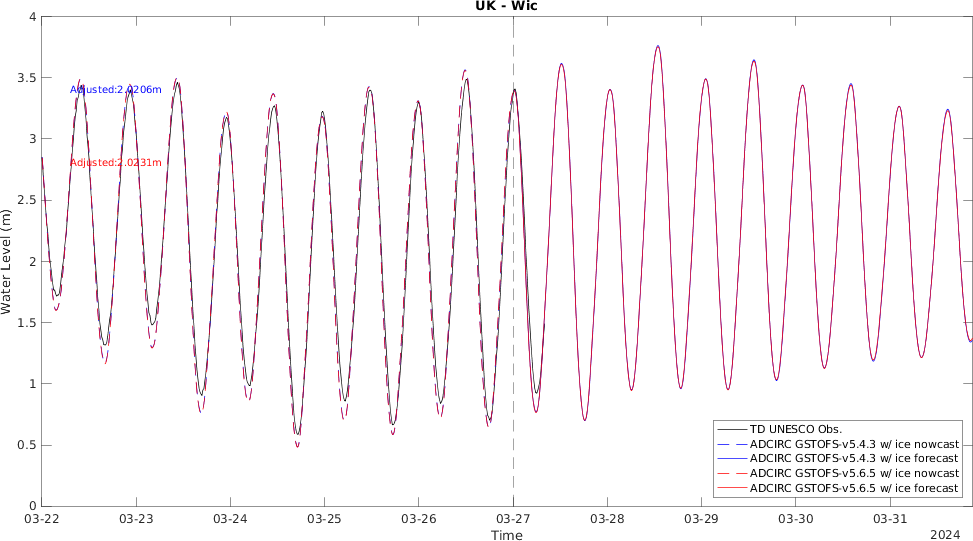 UK - Wic
4
3.5
3
2.5
2
1.5
1
0.5
0
Water Level (m)
Adjusted:2.0206m
Adjusted:2.0231m
TD UNESCO Obs.
ADCIRC GSTOFS-v5.4.3 w/ ice nowcast
ADCIRC GSTOFS-v5.4.3 w/ ice forecast
ADCIRC GSTOFS-v5.6.5 w/ ice nowcast
ADCIRC GSTOFS-v5.6.5 w/ ice forecast
03-22 03-23 03-24 03-25 03-26 03-27 03-28 03-29 03-30 03-31
Time
2024